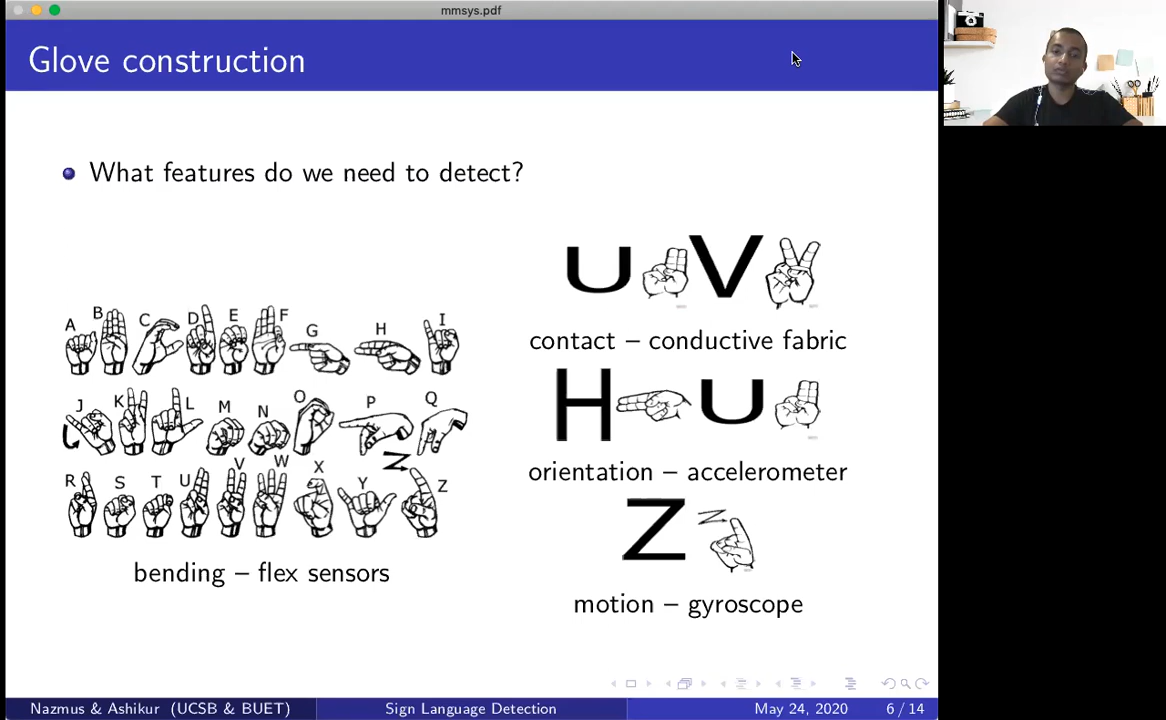 mmsys.pdf
Glove construction
What features do we need to detect?
A B C D E F G H I
J K L M N O P Q
R S T U V W X Y Z Z
bending – flex sensors
U V
contact – conductive fabric
H U
orientation – accelerometer
Z Z
motion – gyroscope
Nazmus & Ashikur (UCSB & BUET) Sign Language Detection May 24, 2020 6 / 14